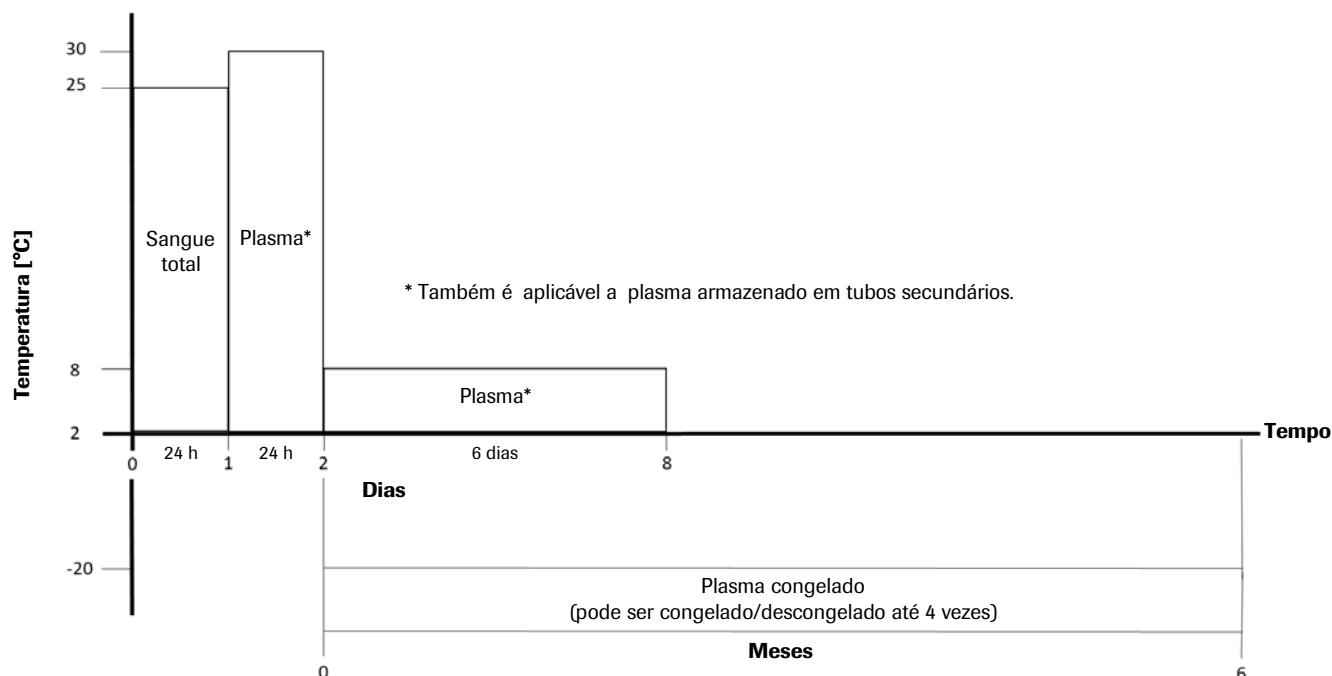 30
25
Temperatura [°C]
Sangue
total
Plasma*
* Também é aplicável a plasma armazenado em tubos secundários.
8
Plasma*
2
Tempo
0
24 h
1
24 h
2
6 dias
8
Dias
-20
Plasma congelado
(pode ser congelado/descongelado até 4 vezes)
Meses
0
6